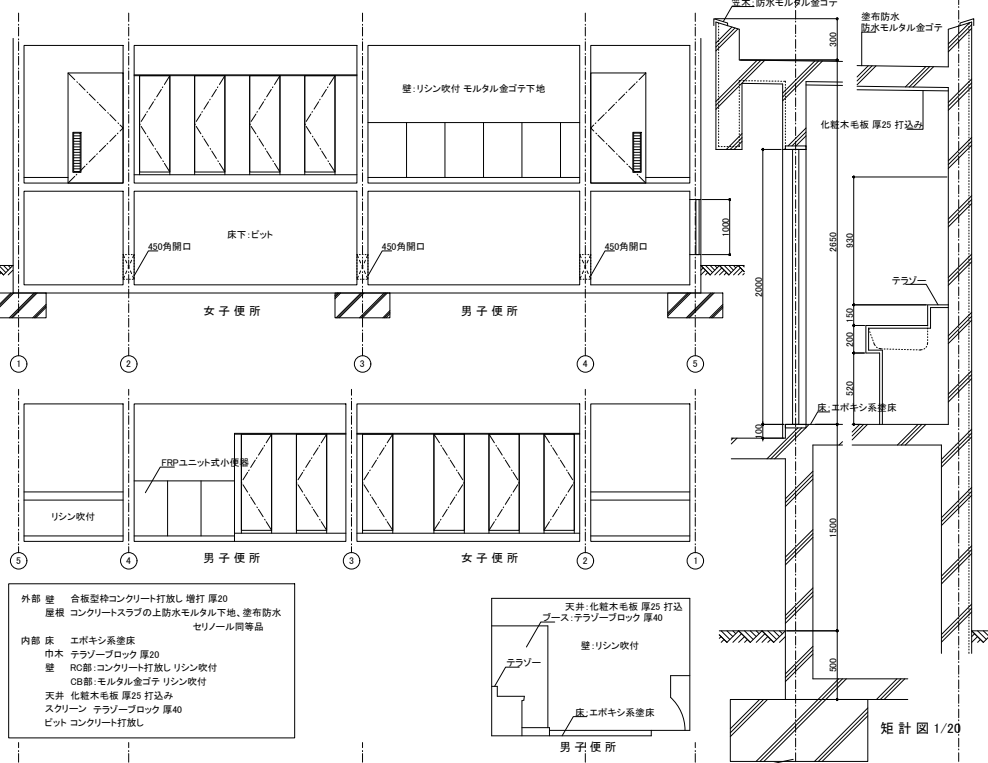 笠木:防水モルタル金ゴテ
塗布防水
防水モルタル金ゴテ
300
壁:リシン吹付 モルタル金ゴテ下地
化粧木毛板 厚25 打込み
床下:ピット
450角開口
450角開口
450角開口
1000
女子便所
男子便所
1
2
3
4
5
2000
2650
930
テラゾー
150
200
520
100
床:エポキシ系塗床
FRPユニット式小便器
リシン吹付
1500
5
4
男子便所
3
女子便所
2
1
外部 壁 合板型枠コンクリート打放し 増打 厚20
屋根 コンクリートスラブの上防水モルタル下地、塗布防水
セリノール同等品
内部 床 エポキシ系塗床
巾木 テラゾーブロック 厚20
壁 RC部:コンクリート打放し リシン吹付
CB部:モルタル金ゴテ リシン吹付
天井 化粧木毛板 厚25 打込み
スクリーン テラゾーブロック 厚40
ピット コンクリート打放し
天井:化粧木毛板 厚25 打込
ブース:テラゾーブロック 厚40
壁:リシン吹付
テラゾー
床:エポキシ系塗床
男子便所
500
矩計図 1/20